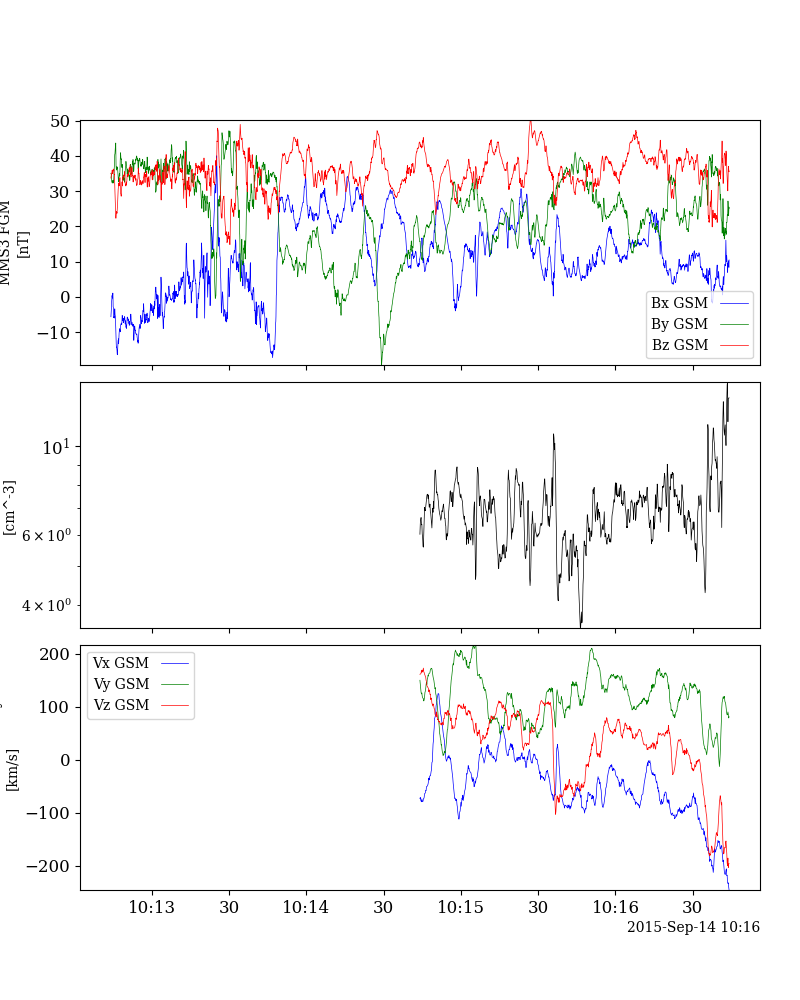 50
40
30
20
10
0
−10
MMS3 FGM
[nT]
Bx GSM
By GSM
Bz GSM
10¹
6 × 10⁰
4 × 10⁰
[cm^-3]
200
100
0
−100
−200
[km/s]
Vx GSM
Vy GSM
Vz GSM
10:13 30 10:14 30 10:15 30 10:16 30
2015-Sep-14 10:16